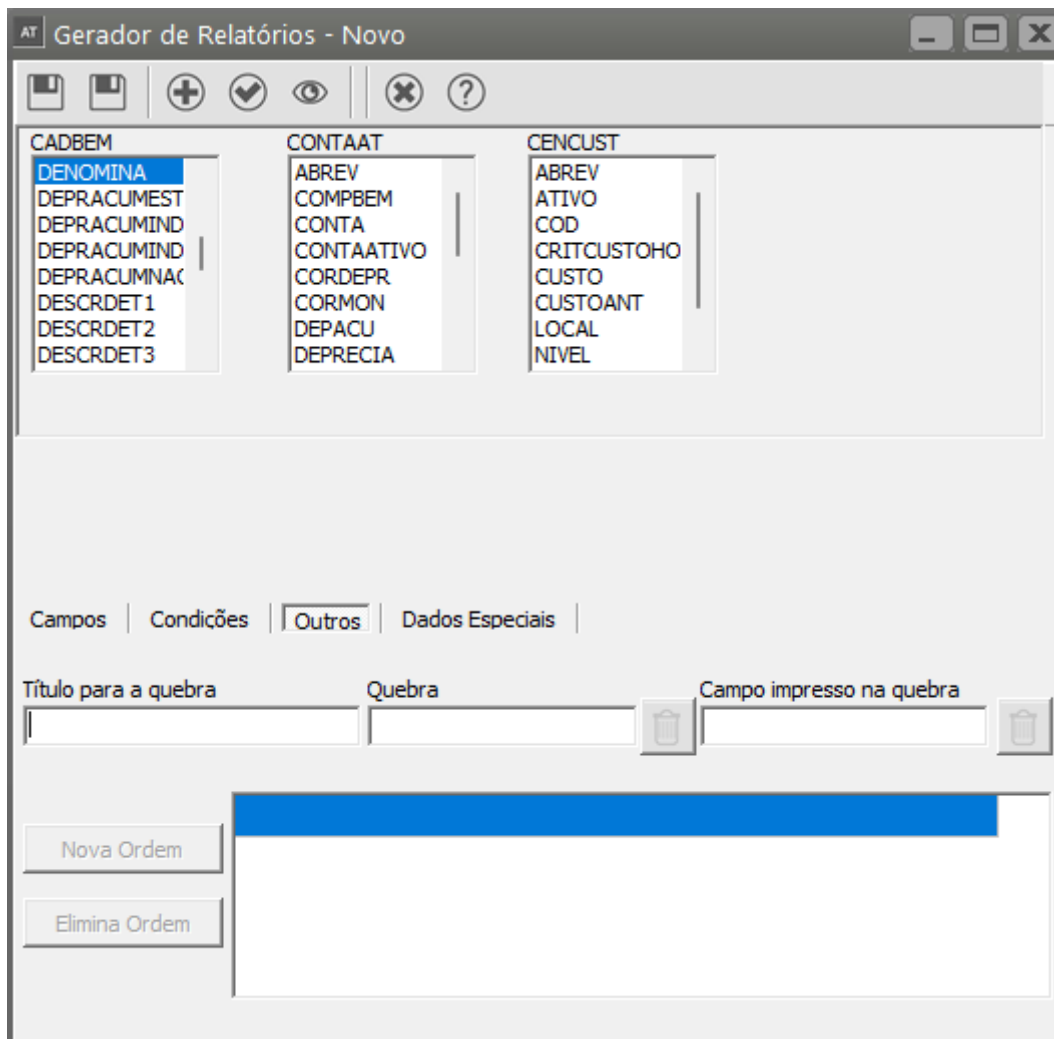 AT Gerador de Relatórios - Novo
CADBEM
DENOMINA
DEPRACUMEST
DEPRACUMIND
DEPRACUMIND
DEPRACUMNAC
DESCRDET1
DESCRDET2
DESCRDET3
CONTAAT
ABREV
COMPBEM
CONTA
CONTAATIVO
CORDEPR
CORMON
DEPACU
DEPRECIA
CENCUST
ABREV
ATIVO
COD
CRITCUSTOHO
CUSTO
CUSTOANT
LOCAL
NIVEL
Campos Condições Outros Dados Especiais
Título para a quebra Quebra Campo impresso na quebra
Nova Ordem
Elimina Ordem